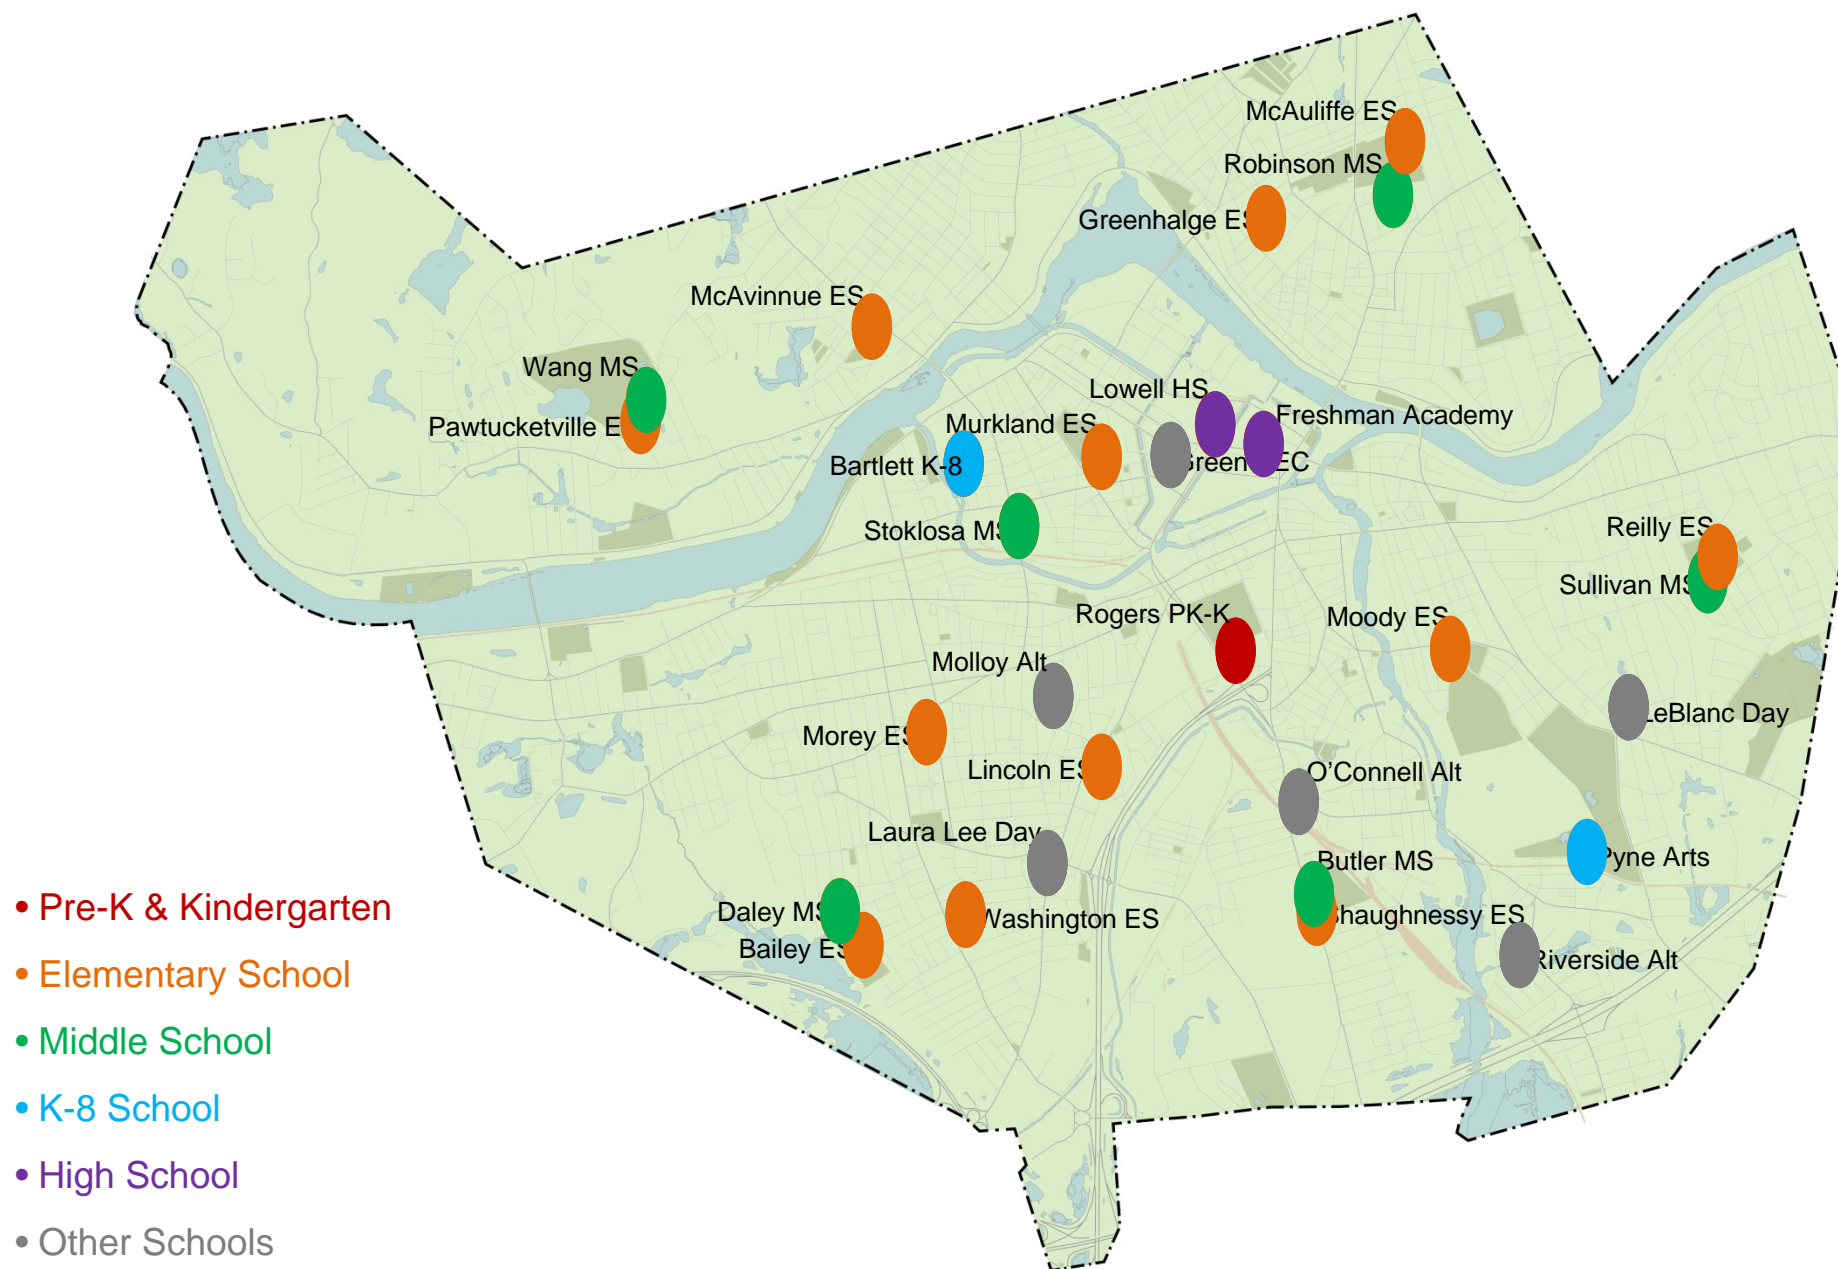 McAuliffe ES
Robinson MS
Greenhalge ES
McAvinnue ES
Wang MS
Pawtucketville E
Lowell HS
Freshman Academy
Murkland ES
Bartlett K-8
Green EC
Stoklosa MS
Reilly ES
Sullivan MS
Rogers PK-K
Moody ES
Molloy Alt
LeBlanc Day
Morey ES
Lincoln ES
O'Connell Alt
Laura Lee Day
Butler MS
Pyne Arts
Daley MS
Washington ES
Shaughnessy ES
Bailey ES
Riverside Alt
• Pre-K & Kindergarten
• Elementary School
• Middle School
• K-8 School
• High School
• Other Schools